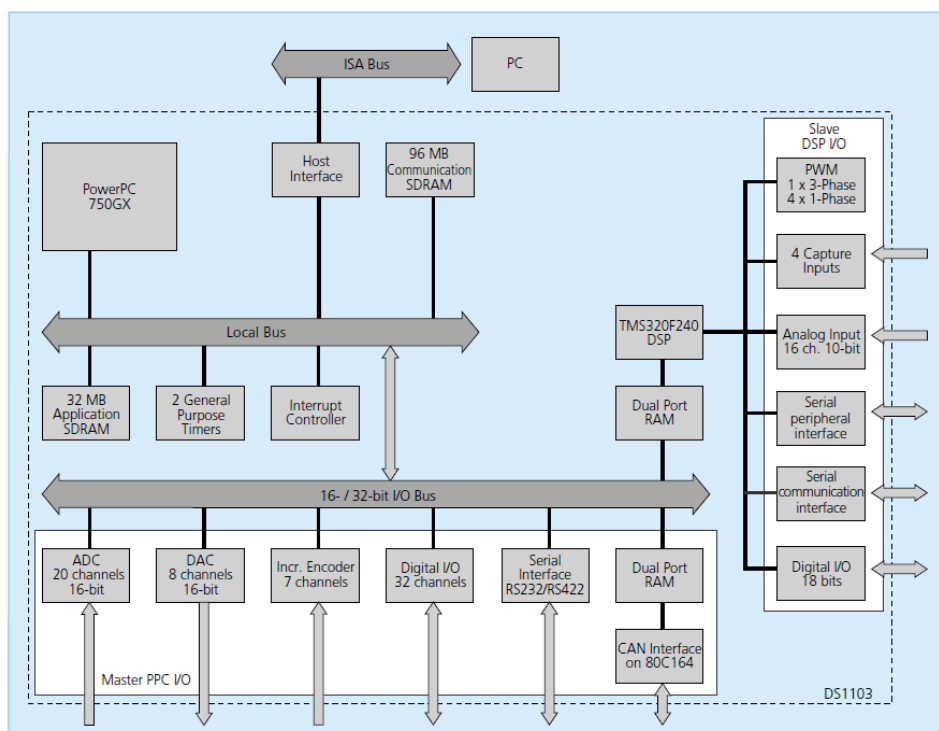 ISA Bus
PC
PowerPC
750GX
Host
Interface
96 MB
Communication
SDRAM
Slave
DSP I/O
PWM
1 x 3-Phase
4 x 1-Phase
4 Capture
Inputs
Local Bus
TMS320F240
DSP
Analog Input
16 ch. 10-bit
32 MB
Application
SDRAM
2 General
Purpose
Timers
Interrupt
Controller
Dual Port
RAM
Serial
peripheral
interface
16- / 32-bit I/O Bus
Serial
communication
interface
ADC
20 channels
16-bit
DAC
8 channels
16-bit
Incr. Encoder
7 channels
Digital I/O
32 channels
Serial
Interface
RS232/RS422
Dual Port
RAM
Digital I/O
18 bits
CAN Interface
on 80C164
Master PPC I/O
DS1103